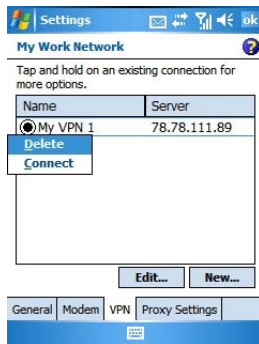 Settings ok
My Work Network
Tap and hold on an existing connection for
more options.
Name Server
My VPN 1 78.78.111.89
Delete
Connect
Edit... New...
General Modem VPN Proxy Settings